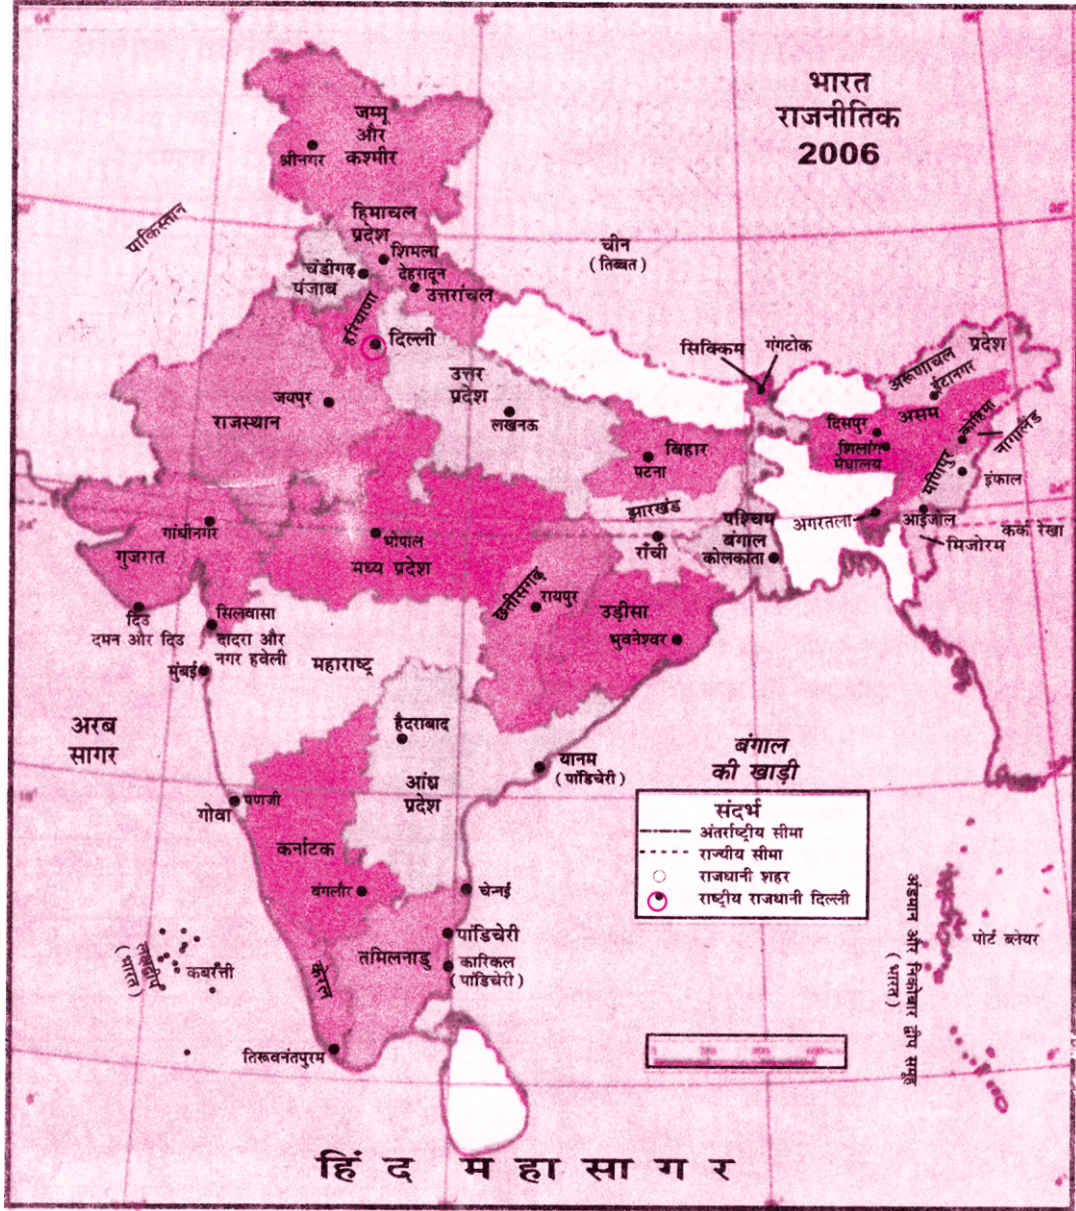 भारत
राजनीतिक
2006
जम्मू
और
कश्मीर
श्रीनगर
हिमाचल
प्रदेश
शिमला
चंडीगढ़
देहरादून
पंजाब
उत्तरांचल
पाकिस्तान
चीन
(तिब्बत)
हरियाणा
दिल्ली
सिक्किम
गंगटोक
अरूणाचल प्रदेश
ईटानगर
उत्तर
प्रदेश
लखनऊ
जयपुर
राजस्थान
दिसपुर
असम
कोहिमा
नागालैंड
शिलांग
मेघालय
बिहार
पटना
मणिपुर
इंफाल
झारखंड
राँची
पश्चिम
बंगाल
कोलकाता
अगरतला
आईजोल
मिजोरम
कर्क रेखा
24°
गांधीनगर
गुजरात
भोपाल
मध्य प्रदेश
छत्तीसगढ़
रायपुर
उड़ीसा
भुवनेश्वर
दिउ
दमन और दिउ
सिलवासा
दादरा और
नगर हवेली
मुंबई
महाराष्ट्र
अरब
सागर
हैदराबाद
आंध्र
प्रदेश
यानम
(पांडिचेरी)
बंगाल
की खाड़ी
पणजी
गोवा
कर्नाटक
बंगलौर
चेन्नई
पांडिचेरी
कारिकल
(पांडिचेरी)
तमिलनाडु
केरल
तिरूवनंतपुरम
लक्षद्वीप
(भारत)
कवरत्ती
संदर्भ
अंतर्राष्ट्रीय सीमा
राज्यीय सीमा
राजधानी शहर
राष्ट्रीय राजधानी दिल्ली
अंडमान और निकोबार द्वीप समूह
(भारत)
पोर्ट ब्लेयर
हिंद महासागर